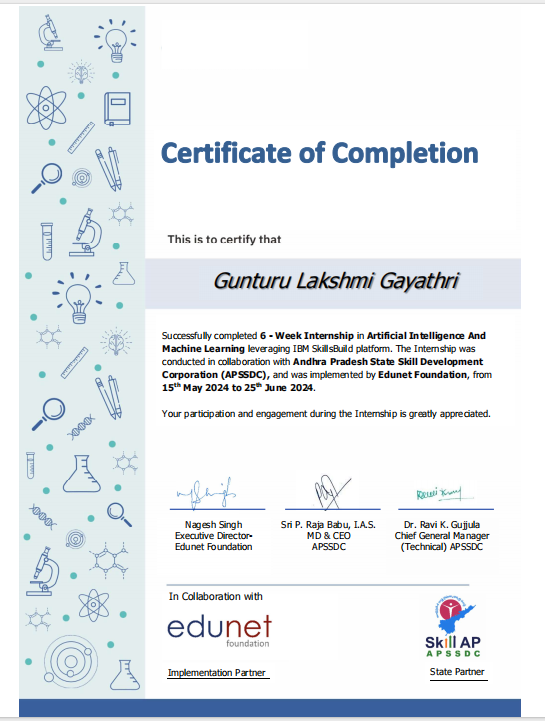 Certificate of Completion
This is to certify that
Gunturu Lakshmi Gayathri
Successfully completed 6 - Week Internship in Artificial Intelligence And
Machine Learning leveraging IBM SkillsBuild platform. The Internship was
conducted in collaboration with Andhra Pradesh State Skill Development
Corporation (APSSDC), and was implemented by Edunet Foundation, from
15th May 2024 to 25th June 2024.
Your participation and engagement during the Internship is greatly appreciated.
Nagesh Singh
Executive Director-
Edunet Foundation
Sri P. Raja Babu, I.A.S.
MD & CEO
APSSDC
Dr. Ravi K. Gujjula
Chief General Manager
(Technical) APSSDC
In Collaboration with
edunet
foundation
Implementation Partner
Skill AP
APSSDC
State Partner